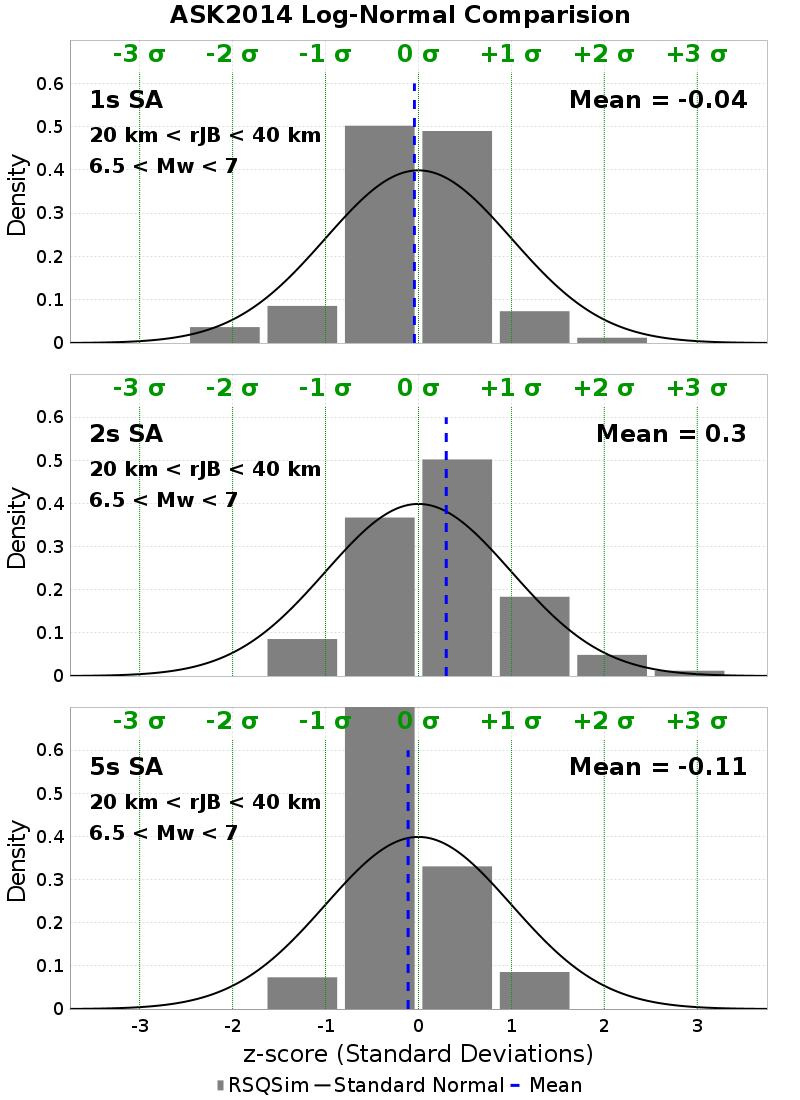 ASK2014 Log-Normal Comparision
-3 σ -2 σ -1 σ 0 σ +1 σ +2 σ +3 σ
0.6
1s SA Mean = -0.04
0.5
20 km < rJB < 40 km
6.5 < Mw < 7
0.4
0.3
0.2
0.1
0
Density
-3 σ -2 σ -1 σ 0 σ +1 σ +2 σ +3 σ
0.6
2s SA Mean = 0.3
0.5
20 km < rJB < 40 km
6.5 < Mw < 7
0.4
0.3
0.2
0.1
0
Density
-3 σ -2 σ -1 σ 0 σ +1 σ +2 σ +3 σ
0.6
5s SA Mean = -0.11
0.5
20 km < rJB < 40 km
6.5 < Mw < 7
0.4
0.3
0.2
0.1
0
Density
-3 -2 -1 0 1 2 3
z-score (Standard Deviations)
RSQSim Standard Normal Mean